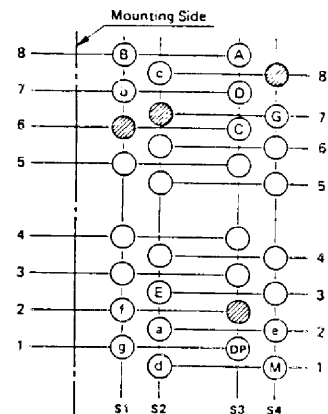 Mounting Side
8 B A
c 8
7 b D
G 7
6 C
6
5
5
4
4
3
E 3
2 f
a e 2
1 g DP
d M 1
S1 S2 S3 S4